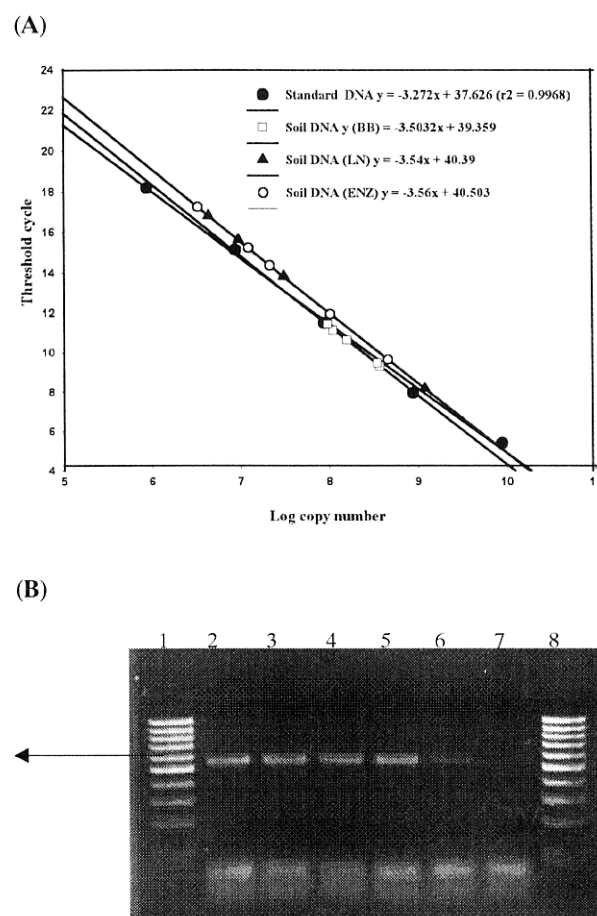 (A)
24
22
20
18
16
14
12
10
8
6
4
Threshold cycle
Standard DNA y = -3.272x + 37.626 (r2 = 0.9968)
Soil DNA y (BB) = -3.5032x + 39.359
Soil DNA (LN) y = -3.54x + 40.39
Soil DNA (ENZ) y = -3.56x + 40.503
5 6 7 8 9 10 1
Log copy number
(B)
1 2 3 4 5 6 7 8